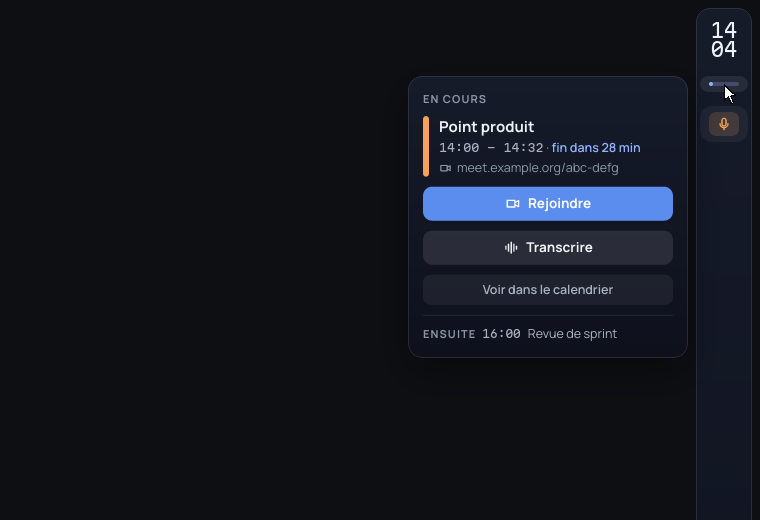 14
04
EN COURS
Point produit
14:00 – 14:32 · fin dans 28 min
meet.example.org/abc-defg
Rejoindre
Transcrire
Voir dans le calendrier
ENSUITE 16:00 Revue de sprint